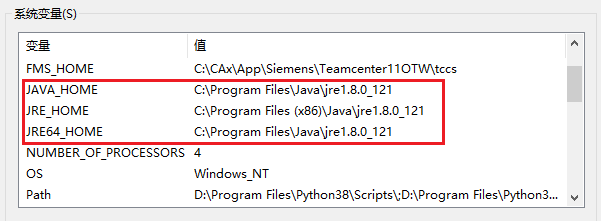 系统变量(S)
变量 值
FMS_HOME C:\CAx\App\Siemens\Teamcenter11OTW\tccs
JAVA_HOME C:\Program Files\Java\jre1.8.0_121
JRE_HOME C:\Program Files (x86)\Java\jre1.8.0_121
JRE64_HOME C:\Program Files\Java\jre1.8.0_121
NUMBER_OF_PROCESSORS 4
OS Windows_NT
Path D:\Program Files\Python38\Scripts\;D:\Program Files\Python3...